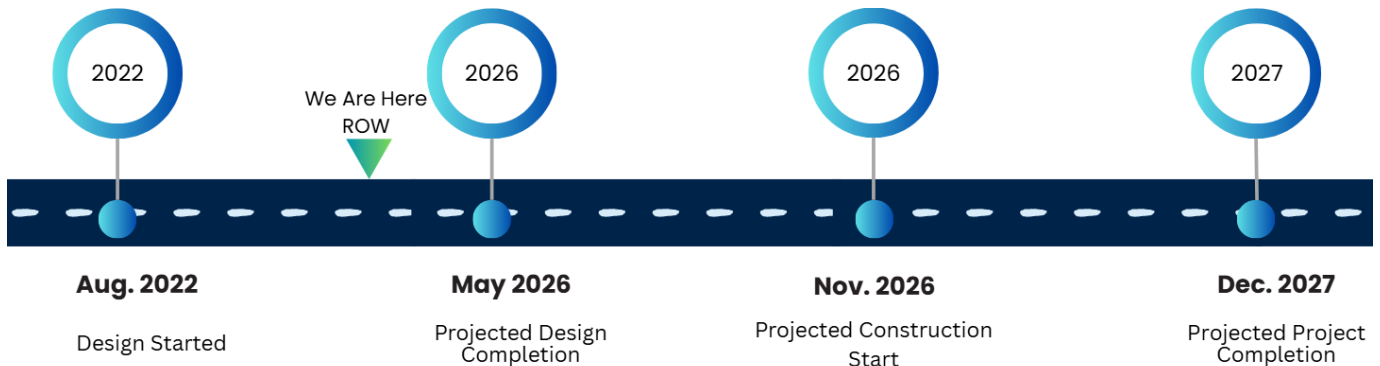 2022
We Are Here
ROW
2026
2026
2027
Aug. 2022
May 2026
Nov. 2026
Dec. 2027
Design Started
Projected Design
Completion
Projected Construction
Start
Projected Project
Completion